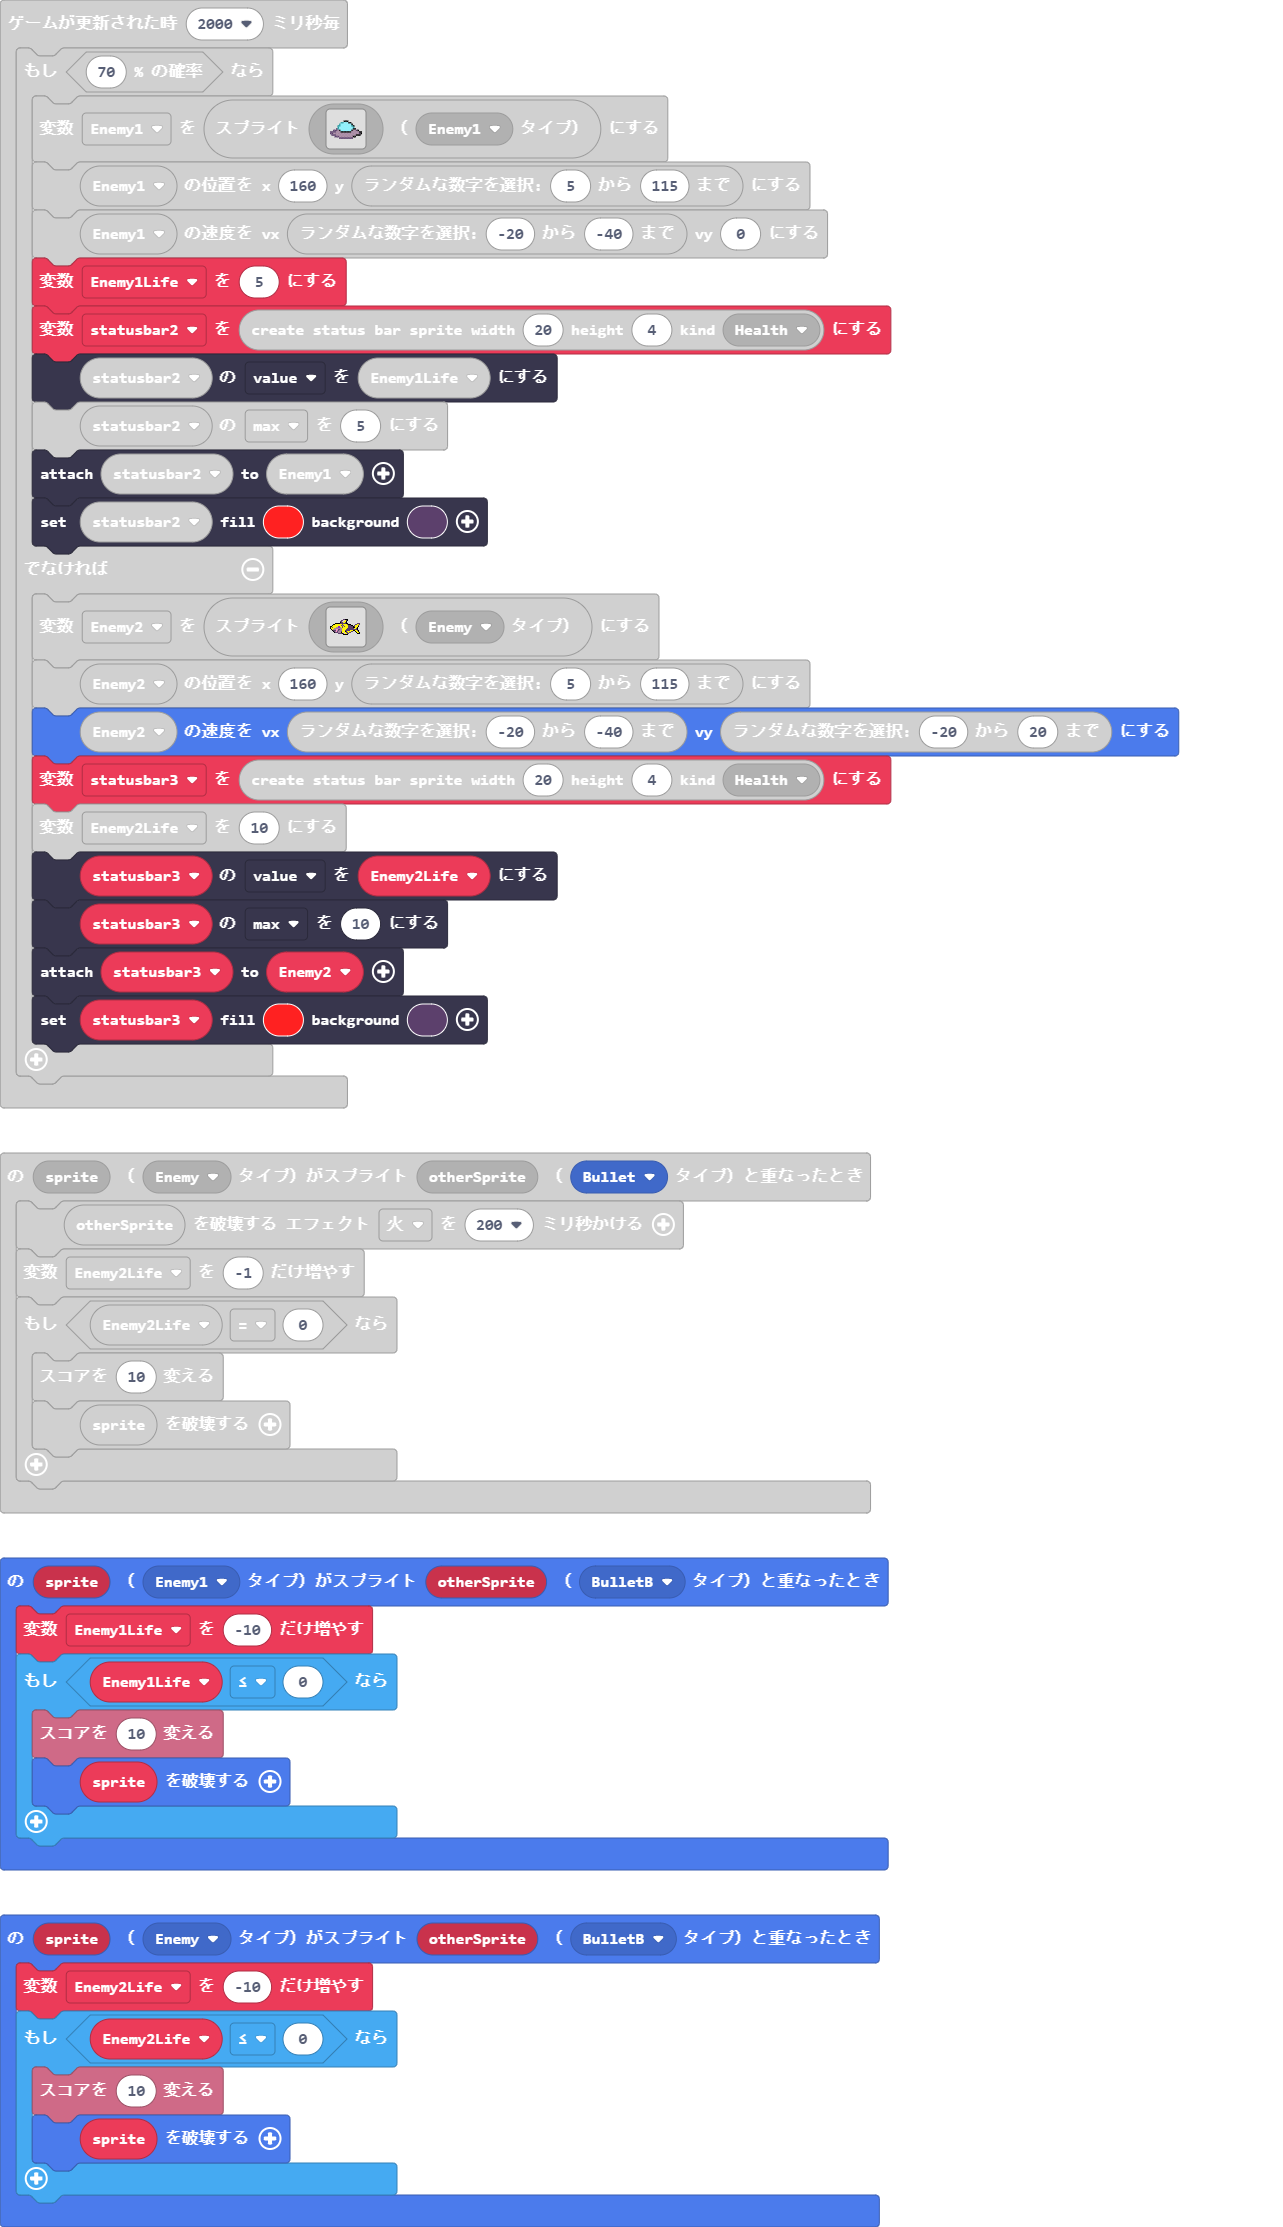 ゲームが更新された時 2000 ミリ秒毎
もし 70 % の確率 なら
変数 Enemy1 を スプライト ( Enemy1 タイプ) にする
Enemy1 の位置を x 160 y ランダムな数字を選択: 5 から 115 まで にする
Enemy1 の速度を vx ランダムな数字を選択: -20 から -40 まで vy 0 にする
変数 Enemy1Life を 5 にする
変数 statusbar2 を create status bar sprite width 20 height 4 kind Health にする
statusbar2 の value を Enemy1Life にする
statusbar2 の max を 5 にする
attach statusbar2 to Enemy1
set statusbar2 fill background
でなければ
変数 Enemy2 を スプライト ( Enemy タイプ) にする
Enemy2 の位置を x 160 y ランダムな数字を選択: 5 から 115 まで にする
Enemy2 の速度を vx ランダムな数字を選択: -20 から -40 まで vy ランダムな数字を選択: -20 から 20 まで にする
変数 statusbar3 を create status bar sprite width 20 height 4 kind Health にする
変数 Enemy2Life を 10 にする
statusbar3 の value を Enemy2Life にする
statusbar3 の max を 10 にする
attach statusbar3 to Enemy2
set statusbar3 fill background
の sprite ( Enemy タイプ) がスプライト otherSprite ( Bullet タイプ) と重なったとき
otherSprite を破壊する エフェクト 火 を 200 ミリ秒かける
変数 Enemy2Life を -1 だけ増やす
もし Enemy2Life = 0 なら
スコアを 10 変える
sprite を破壊する
の sprite ( Enemy1 タイプ) がスプライト otherSprite ( BulletB タイプ) と重なったとき
変数 Enemy1Life を -10 だけ増やす
もし Enemy1Life ≤ 0 なら
スコアを 10 変える
sprite を破壊する
の sprite ( Enemy タイプ) がスプライト otherSprite ( BulletB タイプ) と重なったとき
変数 Enemy2Life を -10 だけ増やす
もし Enemy2Life ≤ 0 なら
スコアを 10 変える
sprite を破壊する